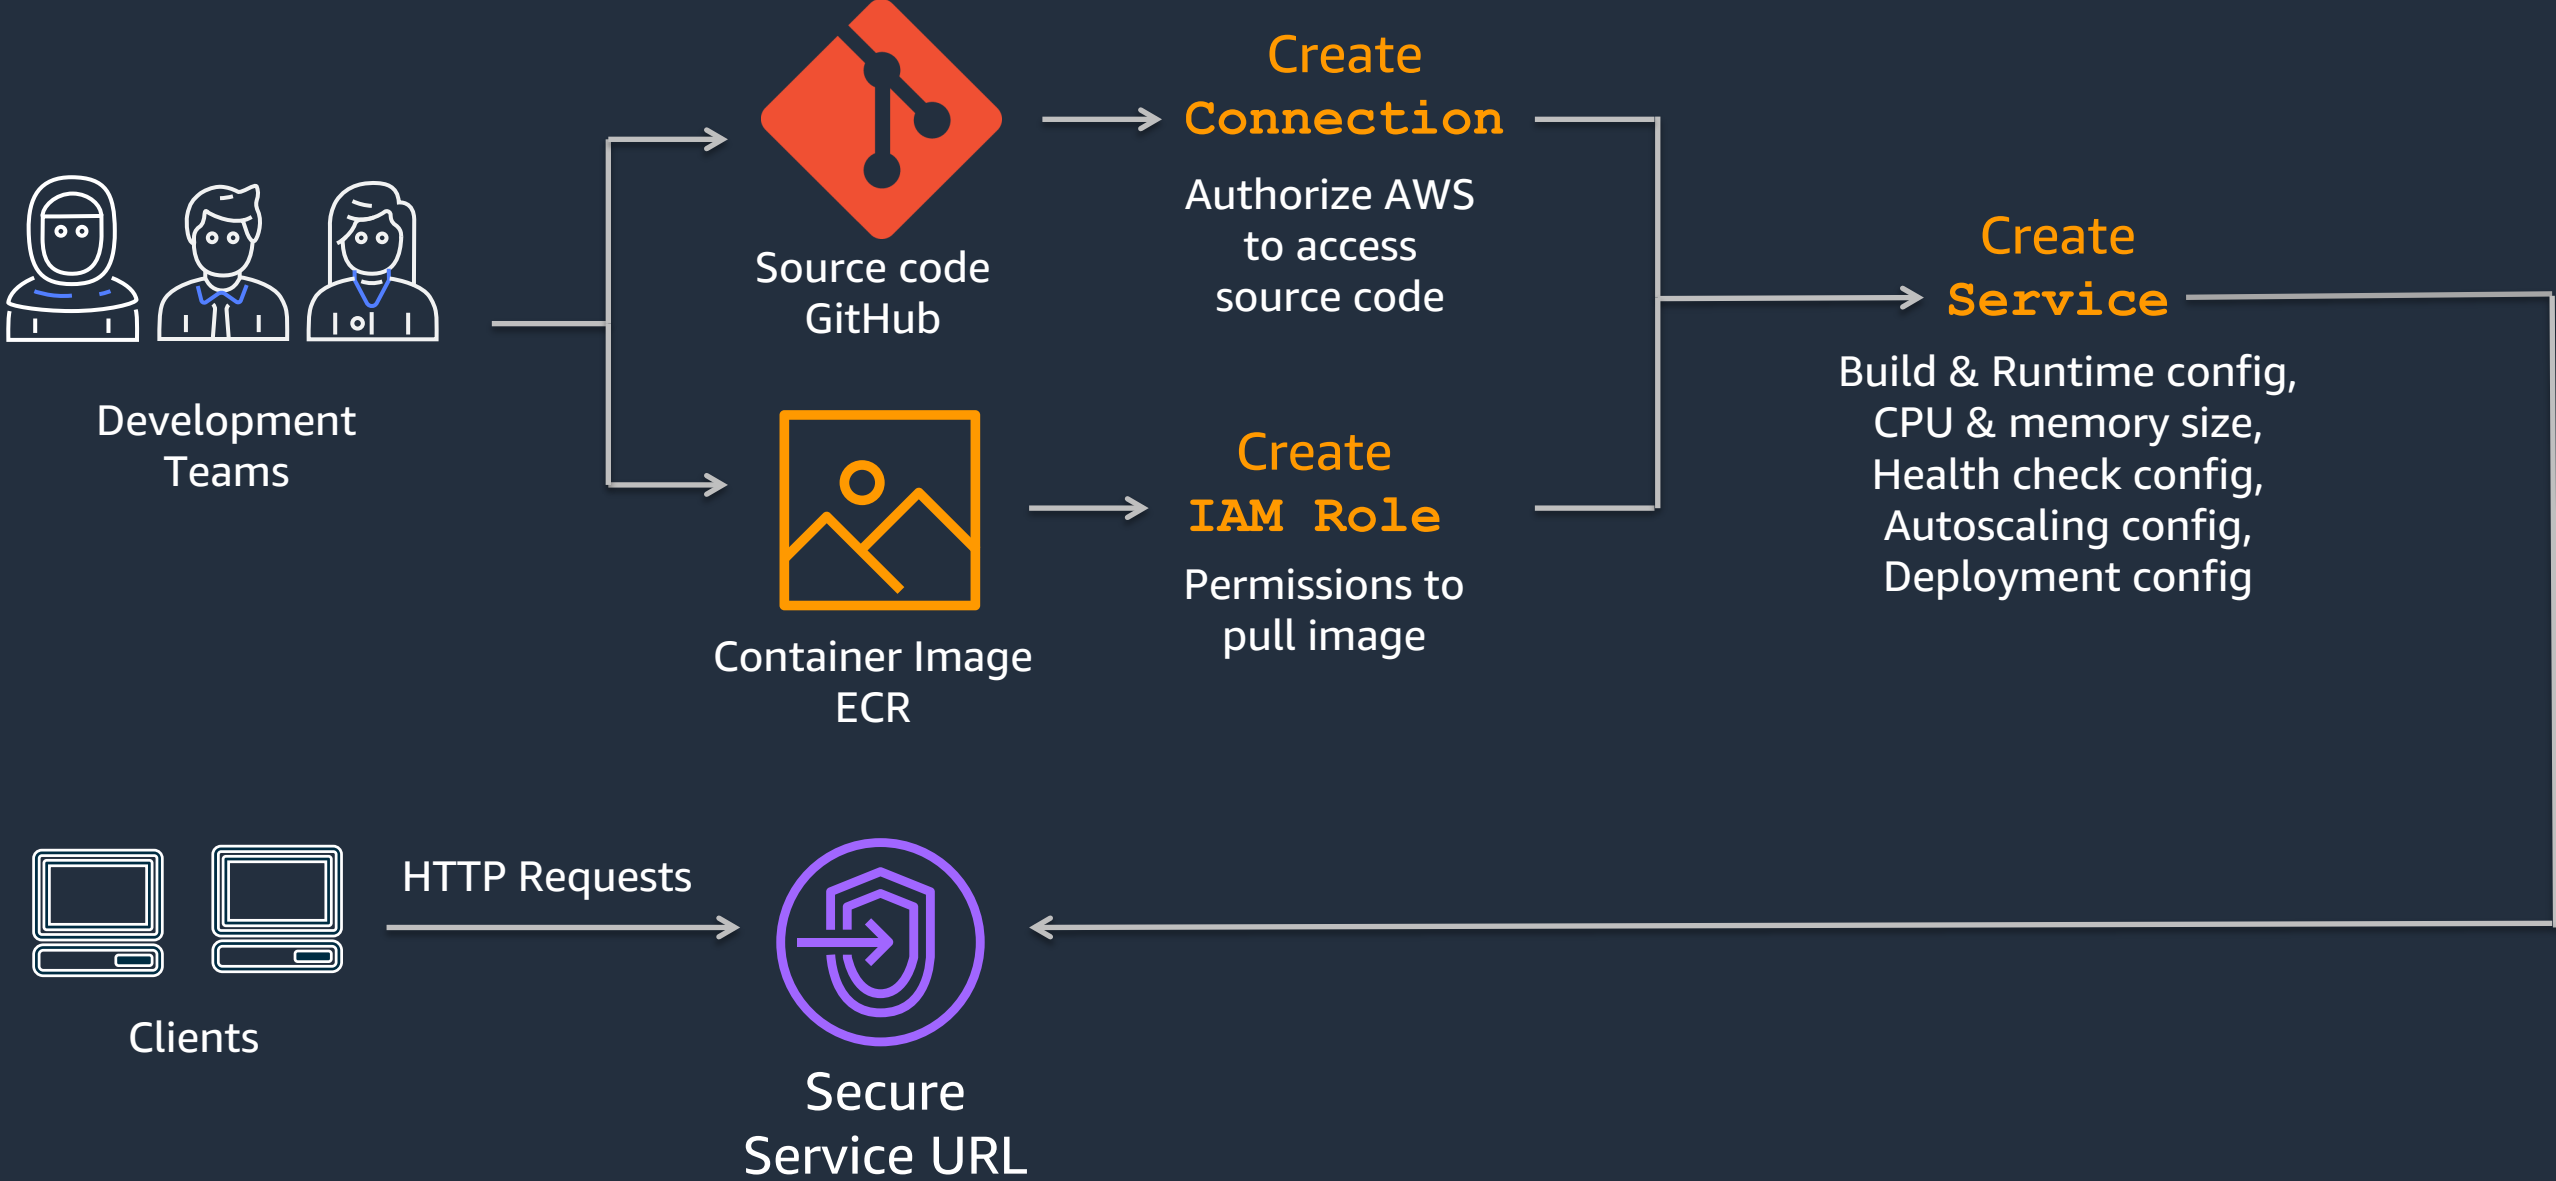 Development
Teams
Source code
GitHub
Create
Connection
Authorize AWS
to access
source code
Container Image
ECR
Create
IAM Role
Permissions to
pull image
Create
Service
Build & Runtime config,
CPU & memory size,
Health check config,
Autoscaling config,
Deployment config
Clients
HTTP Requests
Secure
Service URL